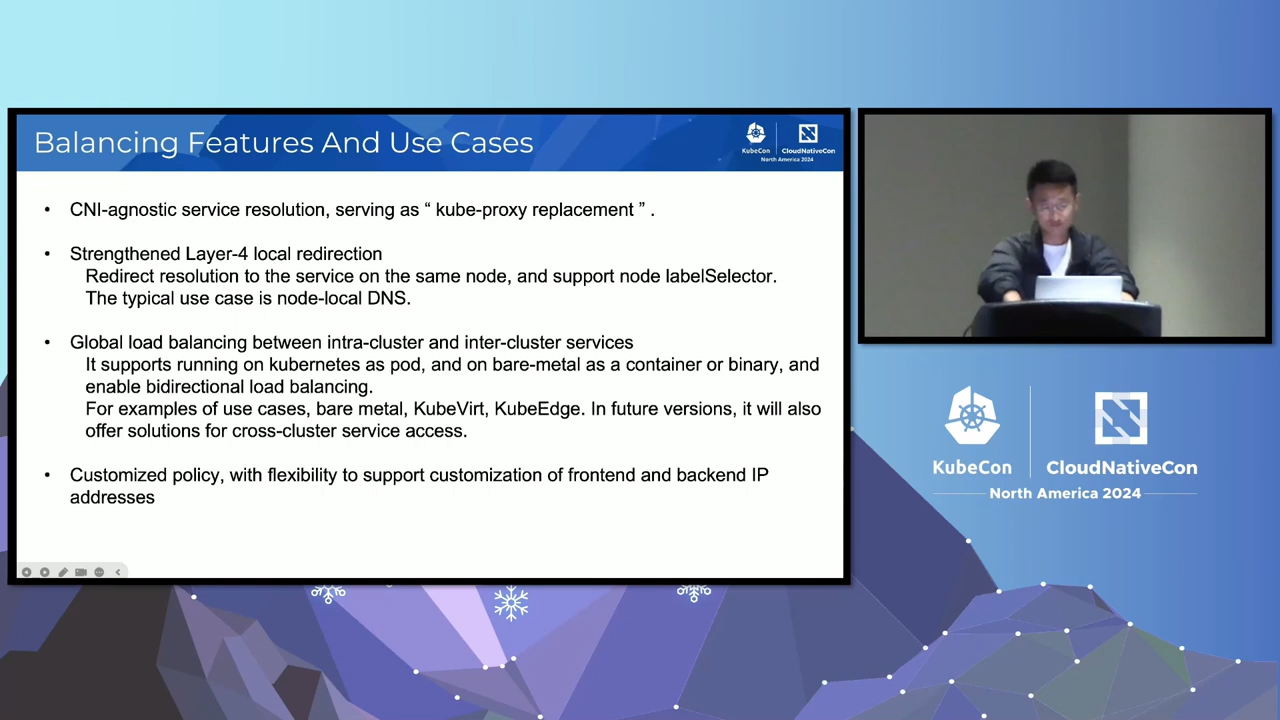 Balancing Features And Use Cases
KubeCon
CloudNativeCon
North America 2024
• CNI-agnostic service resolution, serving as “ kube-proxy replacement ” .
• Strengthened Layer-4 local redirection
Redirect resolution to the service on the same node, and support node labelSelector.
The typical use case is node-local DNS.
• Global load balancing between intra-cluster and inter-cluster services
It supports running on kubernetes as pod, and on bare-metal as a container or binary, and
enable bidirectional load balancing.
For examples of use cases, bare metal, KubeVirt, KubeEdge. In future versions, it will also
offer solutions for cross-cluster service access.
• Customized policy, with flexibility to support customization of frontend and backend IP
addresses
KubeCon
CloudNativeCon
North America 2024